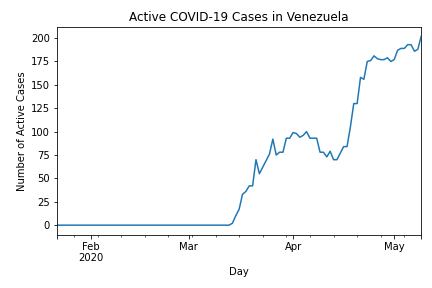 Active COVID-19 Cases in Venezuela
Number of Active Cases
200
175
150
125
100
75
50
25
0
Feb
2020
Mar
Apr
May
Day